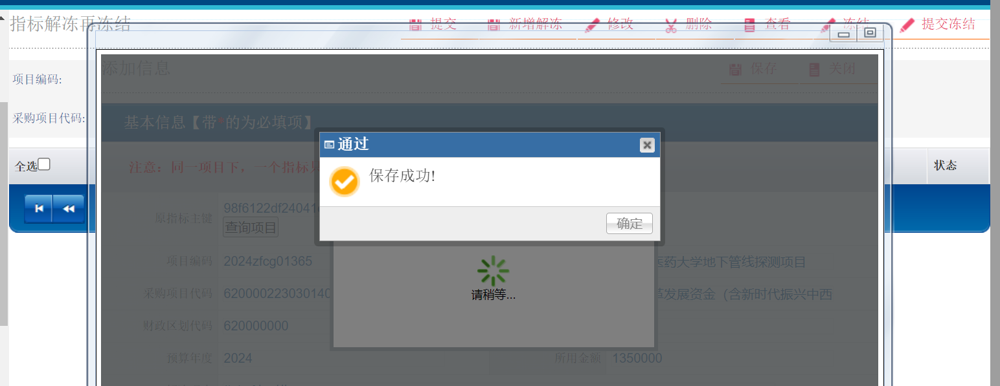 指标解冻再冻结
提交 新增解冻 修改 删除 查看 冻结 提交冻结
项目编码:
采购项目代码:
全选 状态
添加信息 保存 关闭
基本信息【带*的为必填项】
注意：同一项目下，一个指标只
通过
保存成功!
确定
请稍等...
原指标主键 98f6122df24041
查询项目
项目编码 2024zfcg01365 医药大学地下管线探测项目
采购项目代码 62000022303014 革发展资金（含新时代振兴中西
财政区划代码 620000000
预算年度 2024 所用金额 1350000